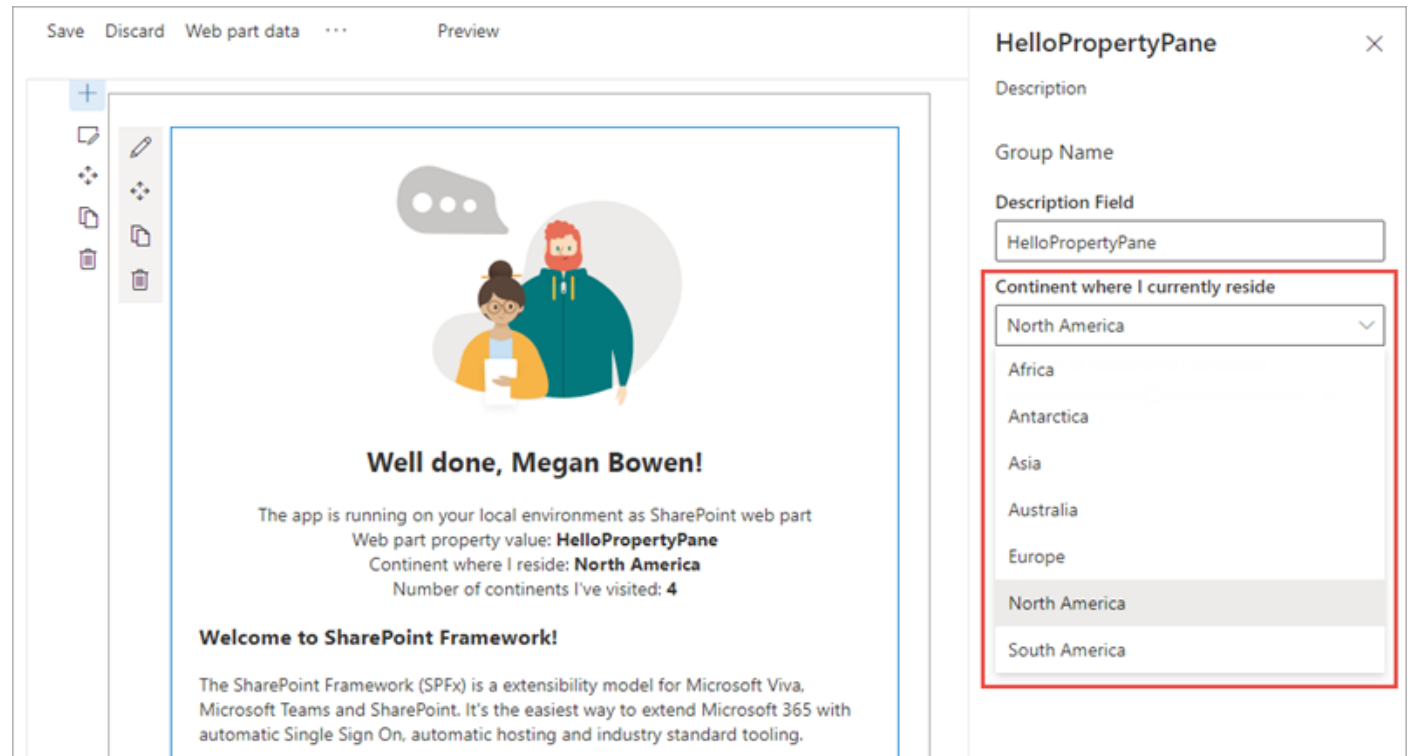 Save Discard Web part data ··· Preview
Well done, Megan Bowen!
The app is running on your local environment as SharePoint web part
Web part property value: HelloPropertyPane
Continent where I reside: North America
Number of continents I've visited: 4
Welcome to SharePoint Framework!
The SharePoint Framework (SPFx) is a extensibility model for Microsoft Viva,
Microsoft Teams and SharePoint. It's the easiest way to extend Microsoft 365 with
automatic Single Sign On, automatic hosting and industry standard tooling.
HelloPropertyPane
Description
Group Name
Description Field
HelloPropertyPane
Continent where I currently reside
North America
Africa
Antarctica
Asia
Australia
Europe
North America
South America